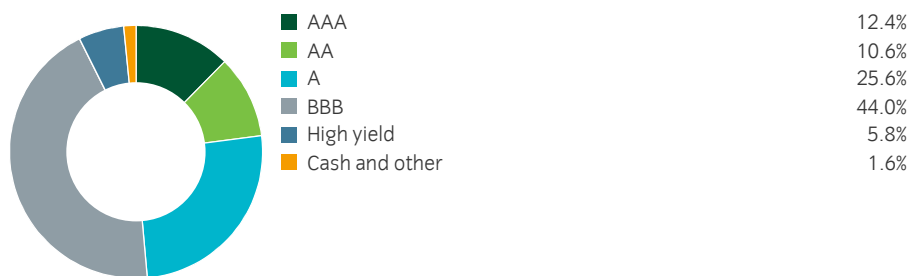 AAA 12.4%
AA 10.6%
A 25.6%
BBB 44.0%
High yield 5.8%
Cash and other 1.6%